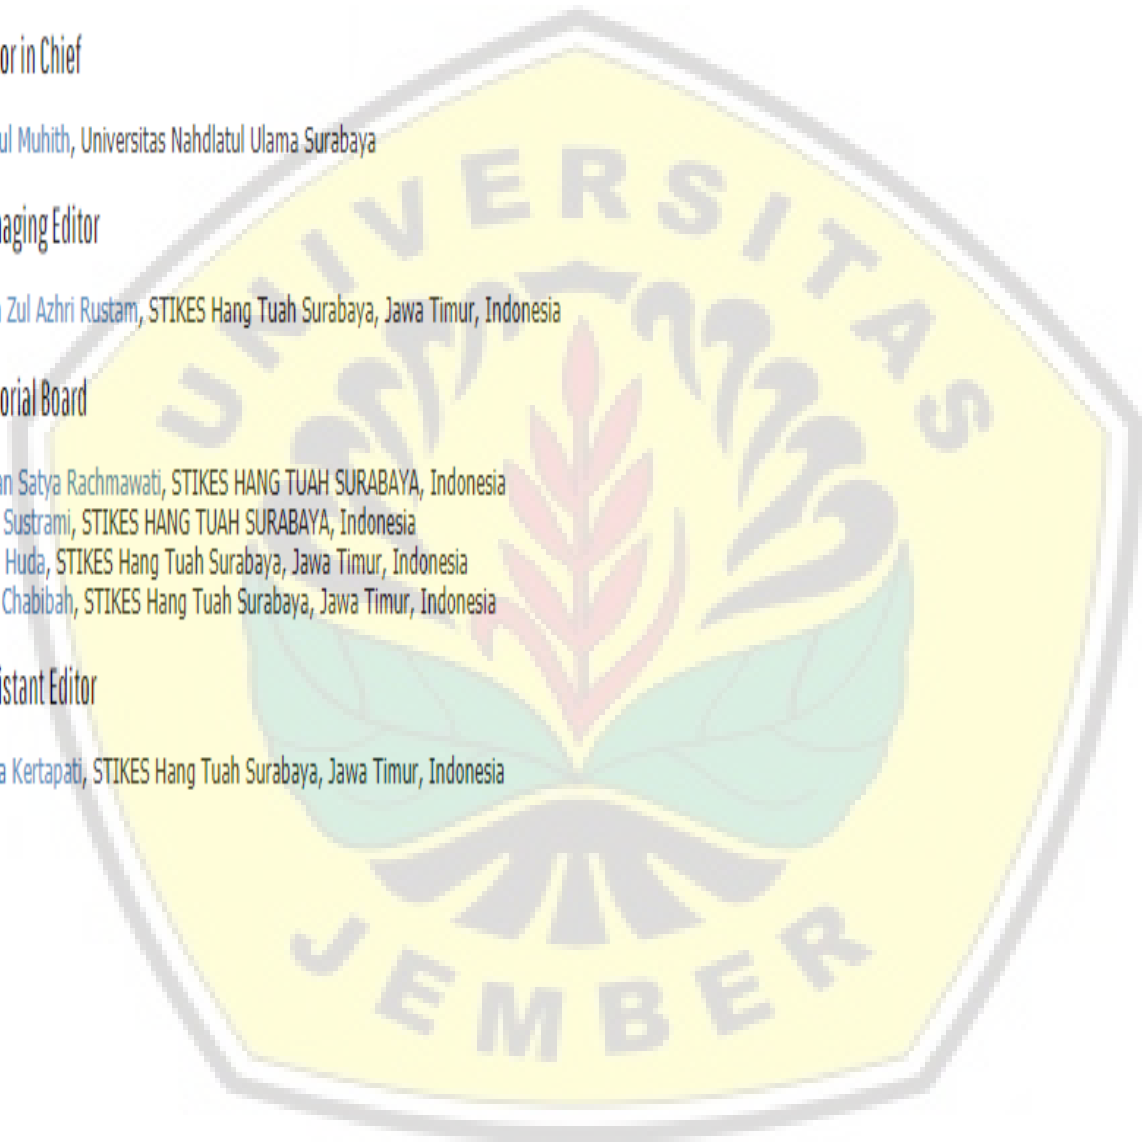 or in Chief
ul Muhith, Universitas Nahdlatul Ulama Surabaya
naging Editor
Zul Azhri Rustam, STIKES Hang Tuah Surabaya, Jawa Timur, Indonesia
orial Board
an Satya Rachmawati, STIKES HANG TUAH SURABAYA, Indonesia
Sustrami, STIKES HANG TUAH SURABAYA, Indonesia
Huda, STIKES Hang Tuah Surabaya, Jawa Timur, Indonesia
Chabibah, STIKES Hang Tuah Surabaya, Jawa Timur, Indonesia
istant Editor
a Kertapati, STIKES Hang Tuah Surabaya, Jawa Timur, Indonesia
UNIVERSITAS
JEMBER